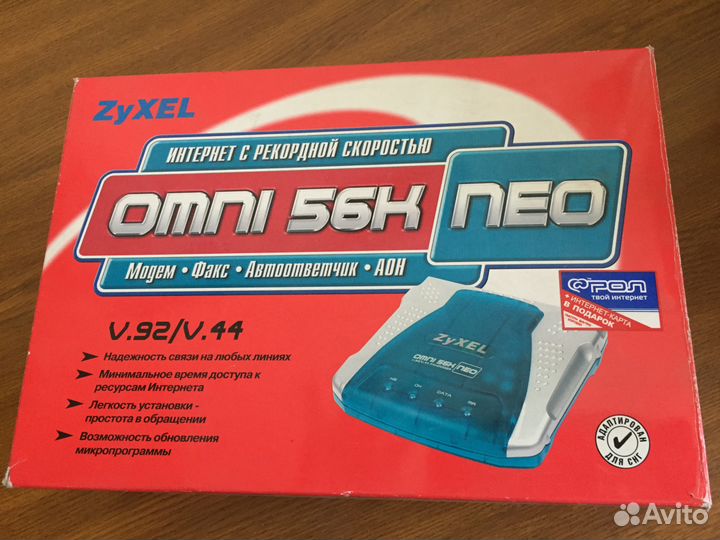 ZyXEL
ИНТЕРНЕТ С РЕКОРДНОЙ СКОРОСТЬЮ
OMNI 56K NEO
Модем • Факс • Автоответчик • АОН
V.92/V.44
Надежность связи на любых линиях
Минимальное время доступа к
ресурсам Интернета
Легкость установки -
простота в обращении
Возможность обновления
микропрограммы
ZyXEL
OMNI 56K NEO
OH
DATA
@РОЛ
твой интернет
+ ИНТЕРНЕТ-КАРТА
В ПОДАРОК
АДАПТИРОВАН
ДЛЯ СНГ
Avito